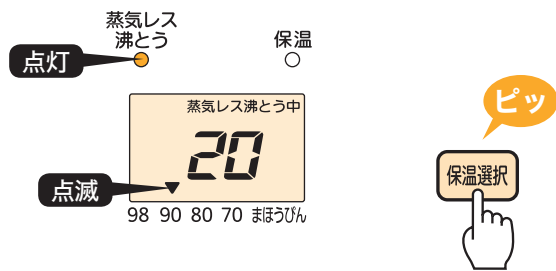 蒸気レス
沸とう
保温
点灯
蒸気レス沸とう中
20
点滅
98 90 80 70 まほうびん
ピッ
保温選択